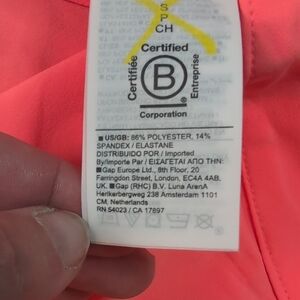 S
P
CH
Certified
B
Certifiée
Entreprise
Corporation
■ US/GB: 86% POLYESTER, 14%
SPANDEX / ELASTANE
DISTRIBUIDO POR / Imported
By/Importe Par / ΕΙΣΑΓΕΤΑΙ ΑΠΟ ΤΗΝ:
■ Gap Europe Ltd., 8th Floor, 20
Farringdon Street, London, EC4A 4AB,
UK. ■ Gap (RHC) B.V. Luna ArenA
Herikerbergweg 238 Amsterdam 1101
CM, Netherlands
RN 54023 / CA 17897